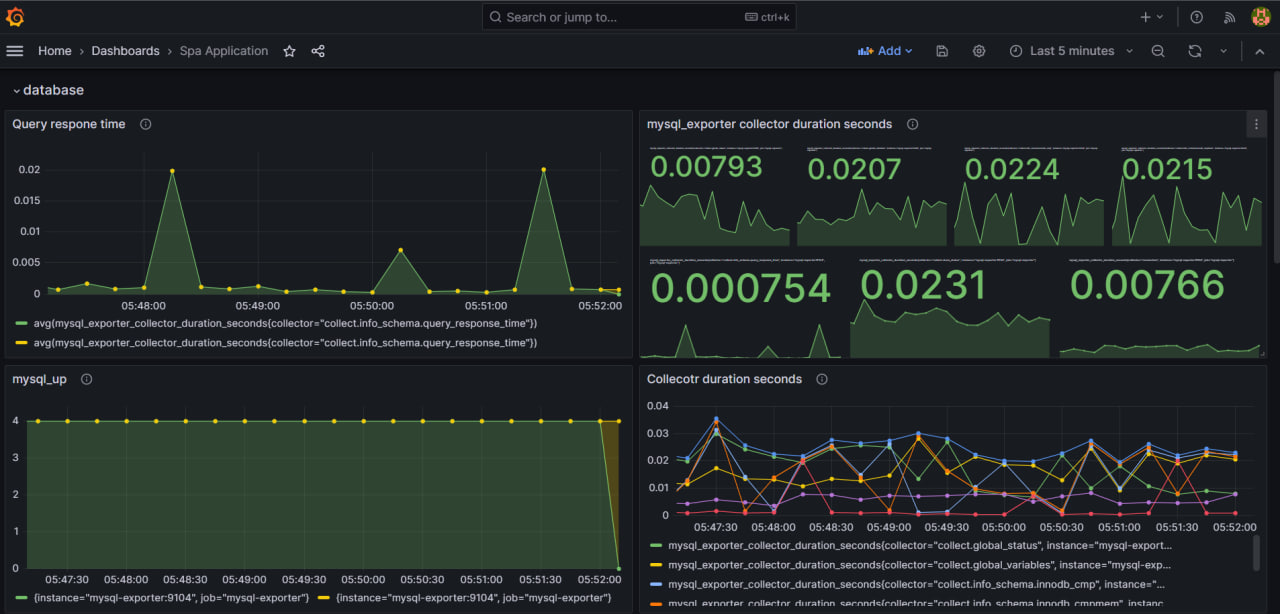 Search or jump to...
ctrl+k
Home › Dashboards › Spa Application
Add
Last 5 minutes
database
Query respone time
0.02
0.015
0.01
0.005
0
05:48:00 05:49:00 05:50:00 05:51:00 05:52:00
avg(mysql_exporter_collector_duration_seconds{collector="collect.info_schema.query_response_time"})
avg(mysql_exporter_collector_duration_seconds{collector="collect.info_schema.query_response_time"})
mysql_exporter collector duration seconds
0.00793
0.0207
0.0224
0.0215
0.000754
0.0231
0.00766
mysql_up
4
3
2
1
0
05:47:30 05:48:00 05:48:30 05:49:00 05:49:30 05:50:00 05:50:30 05:51:00 05:51:30 05:52:00
{instance="mysql-exporter:9104", job="mysql-exporter"} {instance="mysql-exporter:9104", job="mysql-exporter"}
Collecotr duration seconds
0.04
0.03
0.02
0.01
0
05:47:30 05:48:00 05:48:30 05:49:00 05:49:30 05:50:00 05:50:30 05:51:00 05:51:30 05:52:00
mysql_exporter_collector_duration_seconds{collector="collect.global_status", instance="mysql-export...
mysql_exporter_collector_duration_seconds{collector="collect.global_variables", instance="mysql-exp...
mysql_exporter_collector_duration_seconds{collector="collect.info_schema.innodb_cmp", instance="...
mysql_exporter_collector_duration_seconds{collector="collect.info_schema.innodb_cmpmem", instanc...